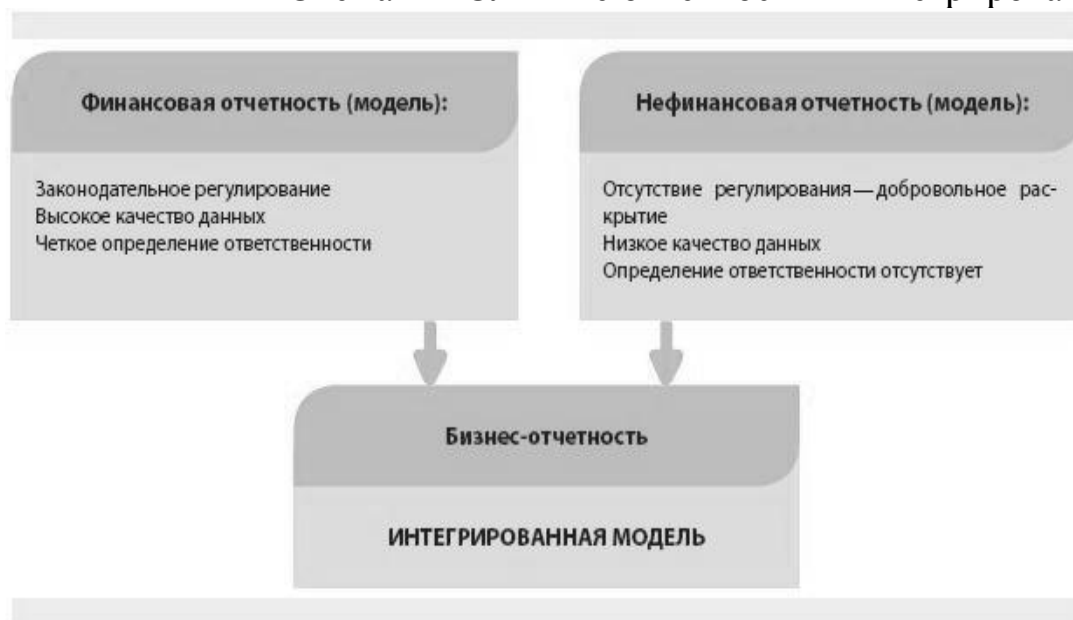 Финансовая отчетность (модель):
Законодательное регулирование
Высокое качество данных
Четкое определение ответственности
Нефинансовая отчетность (модель):
Отсутствие регулирования—добровольное рас-
крытие
Низкое качество данных
Определение ответственности отсутствует
Бизнес-отчетность
ИНТЕГРИРОВАННАЯ МОДЕЛЬ